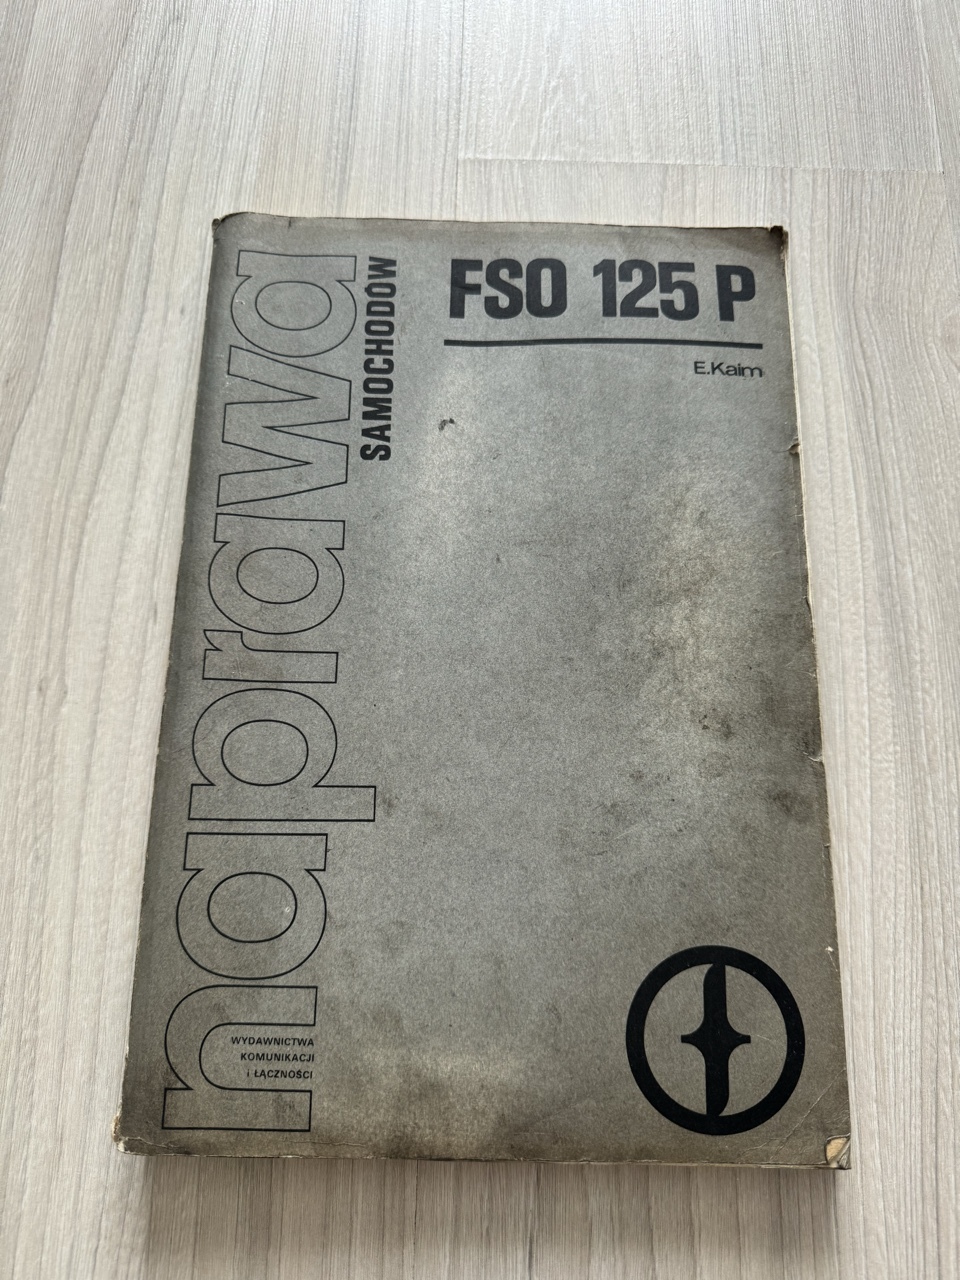 naprawa
SAMOCHODÓW
FSO 125 P
E.Kaim
WYDAWNICTWA
KOMUNIKACJI
i ŁĄCZNOŚCI